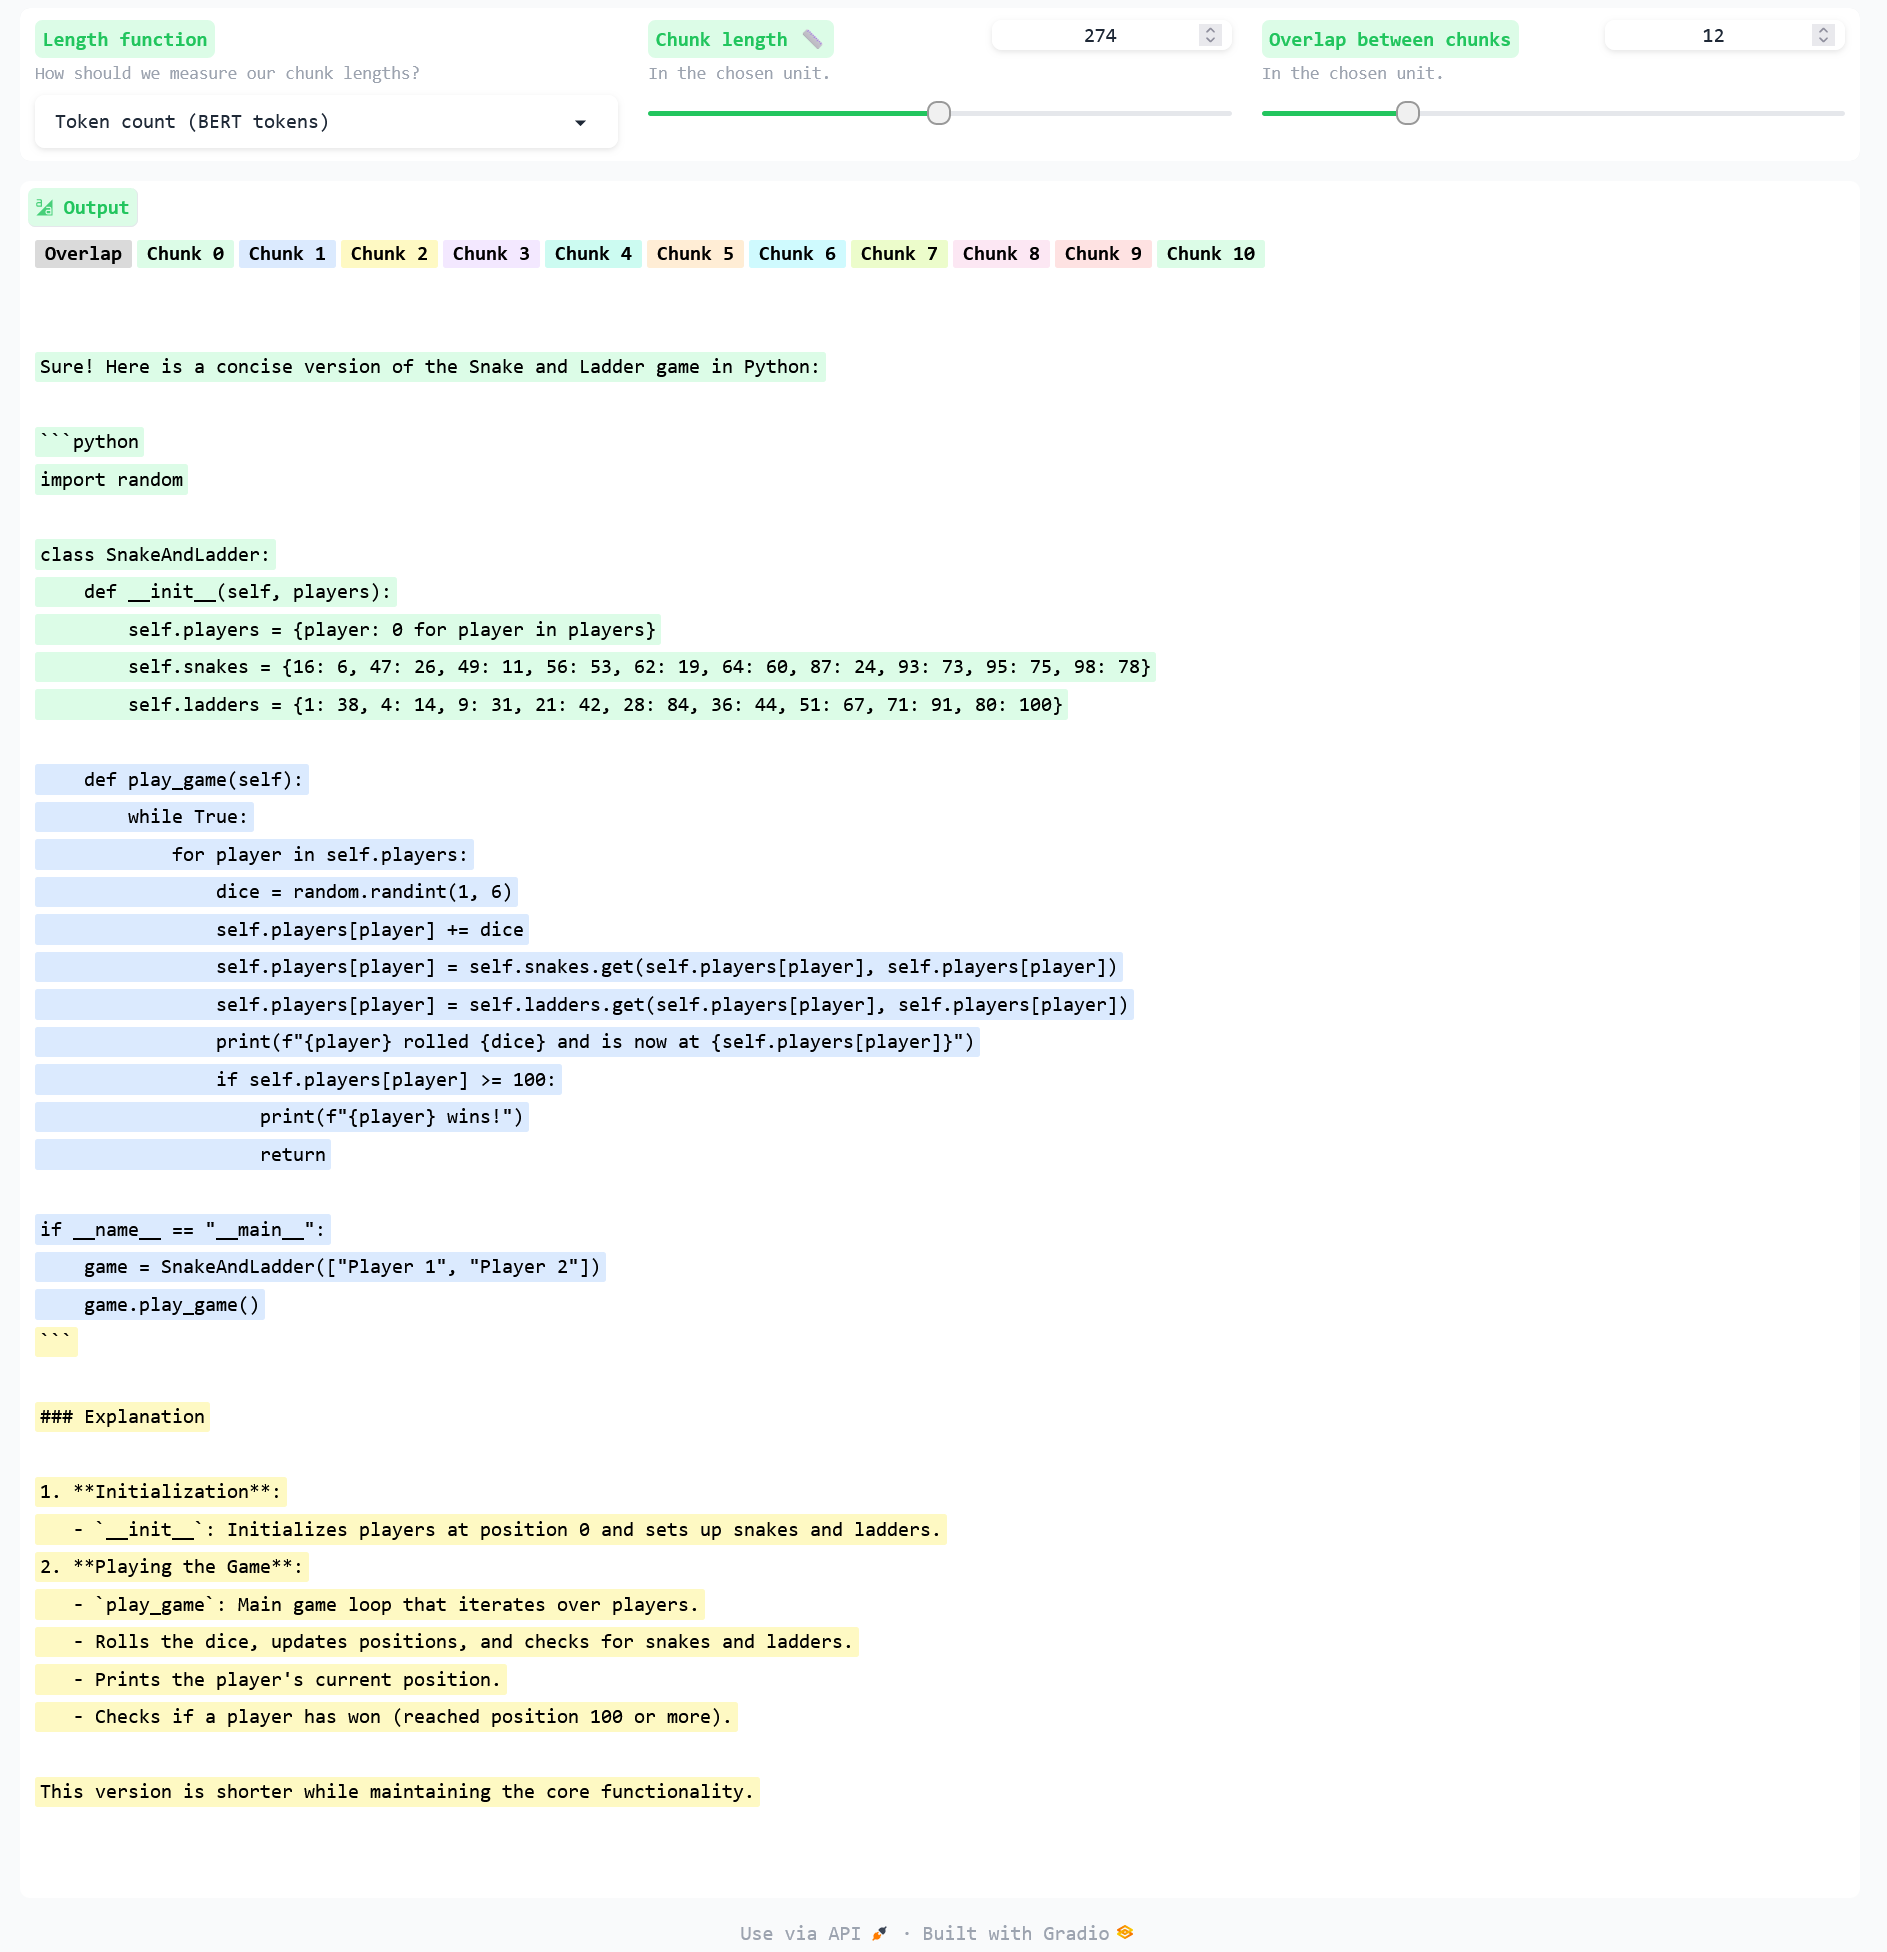 Length function
How should we measure our chunk lengths?
Token count (BERT tokens)
Chunk length
274
In the chosen unit.
Overlap between chunks
12
In the chosen unit.
Output
Overlap Chunk 0 Chunk 1 Chunk 2 Chunk 3 Chunk 4 Chunk 5 Chunk 6 Chunk 7 Chunk 8 Chunk 9 Chunk 10
Sure! Here is a concise version of the Snake and Ladder game in Python:
```python
import random
class SnakeAndLadder:
    def __init__(self, players):
        self.players = {player: 0 for player in players}
        self.snakes = {16: 6, 47: 26, 49: 11, 56: 53, 62: 19, 64: 60, 87: 24, 93: 73, 95: 75, 98: 78}
        self.ladders = {1: 38, 4: 14, 9: 31, 21: 42, 28: 84, 36: 44, 51: 67, 71: 91, 80: 100}
    def play_game(self):
        while True:
            for player in self.players:
                dice = random.randint(1, 6)
                self.players[player] += dice
                self.players[player] = self.snakes.get(self.players[player], self.players[player])
                self.players[player] = self.ladders.get(self.players[player], self.players[player])
                print(f"{player} rolled {dice} and is now at {self.players[player]}")
                if self.players[player] >= 100:
                    print(f"{player} wins!")
                    return
if __name__ == "__main__":
    game = SnakeAndLadder(["Player 1", "Player 2"])
    game.play_game()
```
### Explanation
1. **Initialization**:
   - `__init__`: Initializes players at position 0 and sets up snakes and ladders.
2. **Playing the Game**:
   - `play_game`: Main game loop that iterates over players.
   - Rolls the dice, updates positions, and checks for snakes and ladders.
   - Prints the player's current position.
   - Checks if a player has won (reached position 100 or more).
This version is shorter while maintaining the core functionality.
Use via API · Built with Gradio